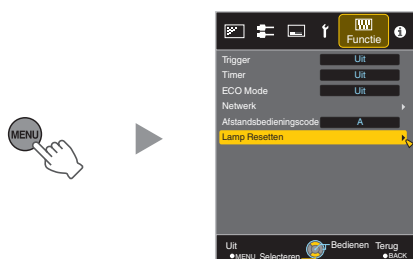 MENU
Functie
Trigger Uit
Timer Uit
ECO Mode Uit
Netwerk
Afstandsbedieningscode A
Lamp Resetten
Uit Bedienen Terug
MENU Selecteren BACK